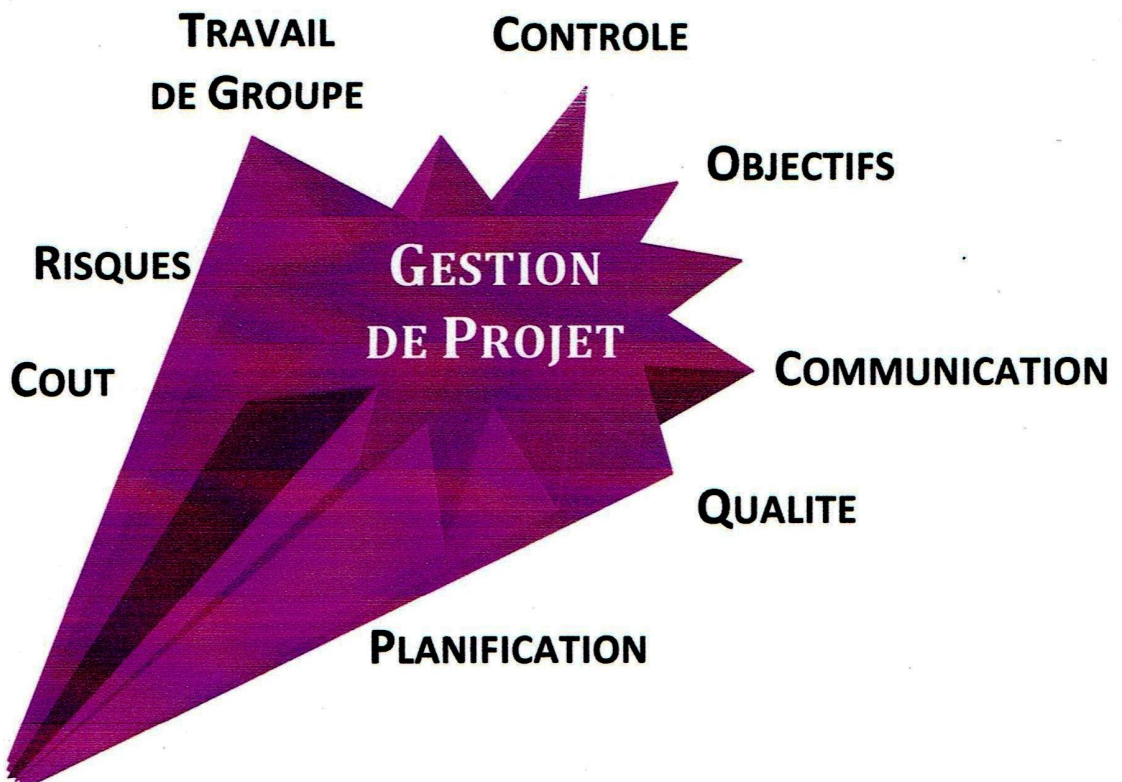 TRAVAIL
DE GROUPE
CONTROLE
OBJECTIFS
RISQUES
GESTION
DE PROJET
COUT
COMMUNICATION
QUALITE
PLANIFICATION